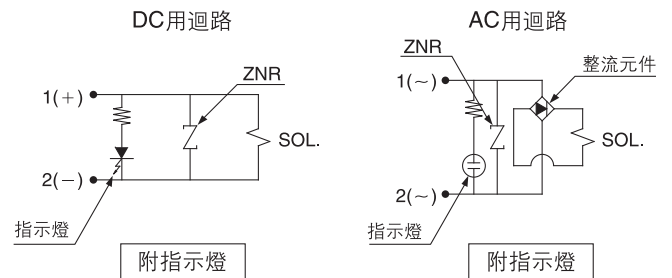 DC用迴路
ZNR
1(+)
SOL.
2(−)
指示燈
附指示燈
AC用迴路
ZNR
整流元件
1(~)
SOL.
2(~)
指示燈
附指示燈